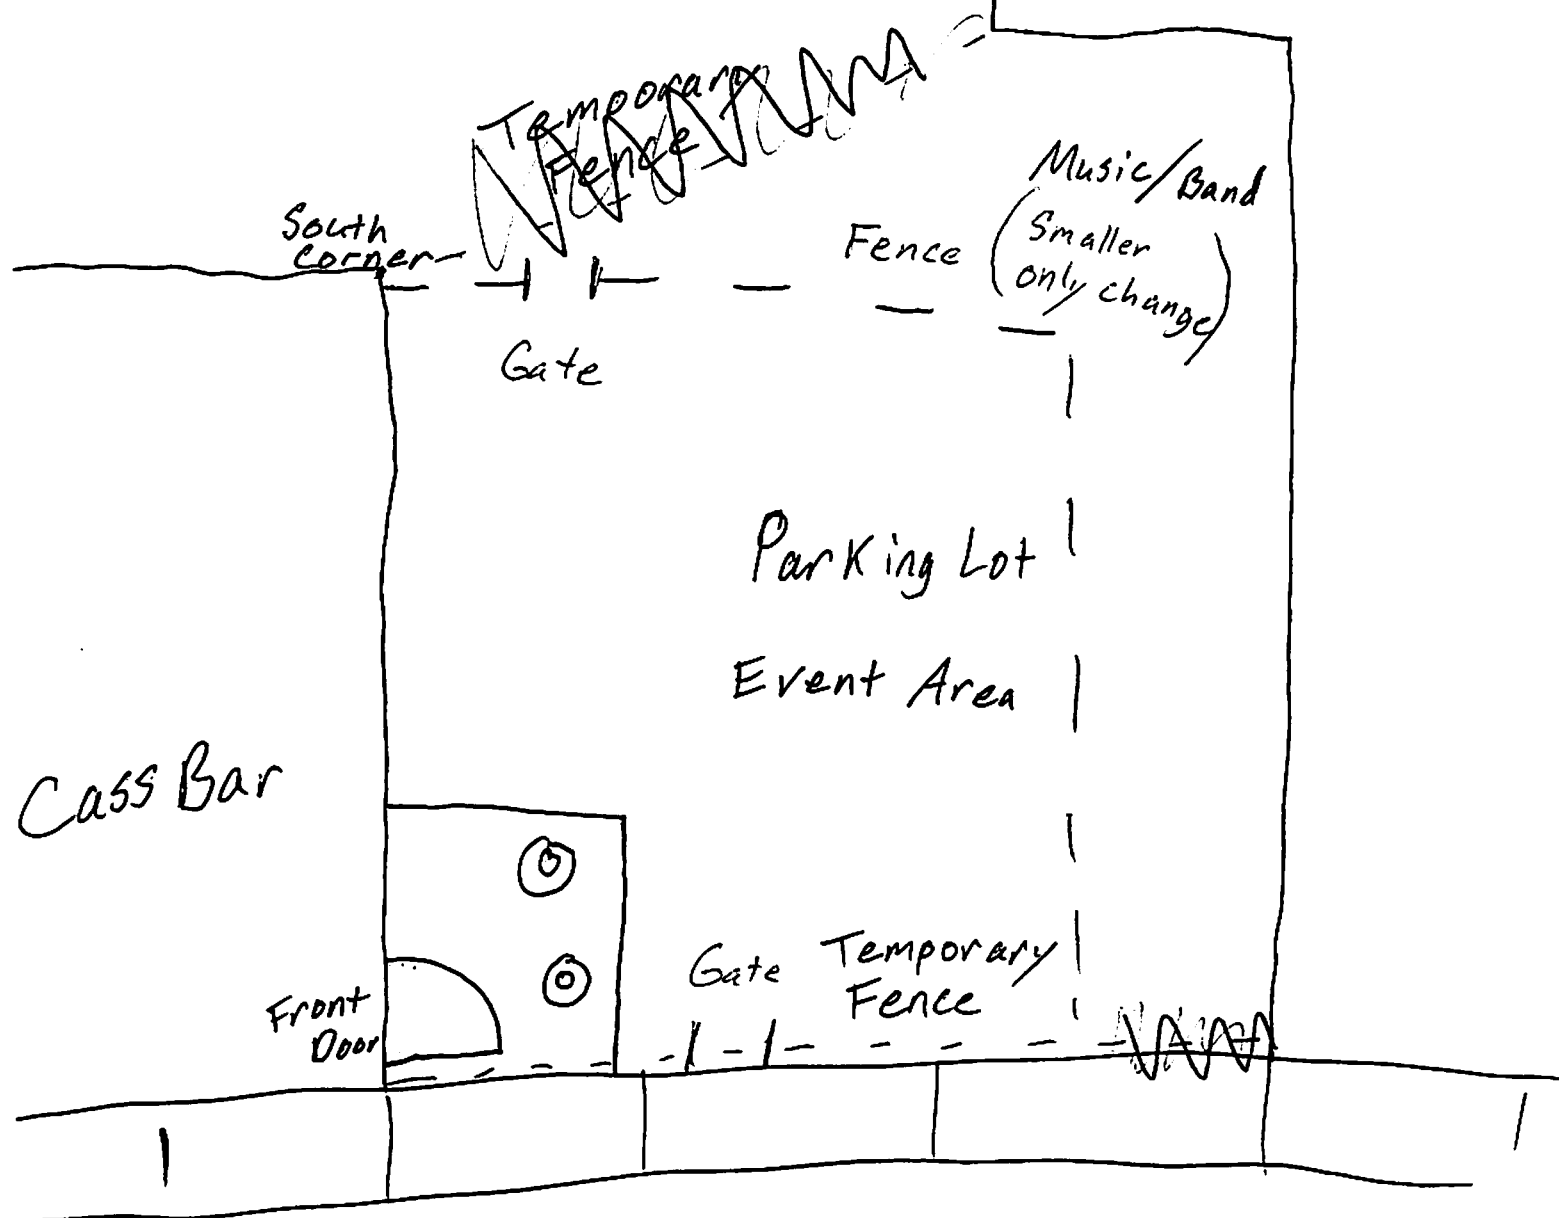 Temporary
Fence
South
Corner
Music/Band
Fence (Smaller
only change)
Gate
Parking Lot
Event Area
Cass Bar
Front
Door
Gate
Temporary
Fence